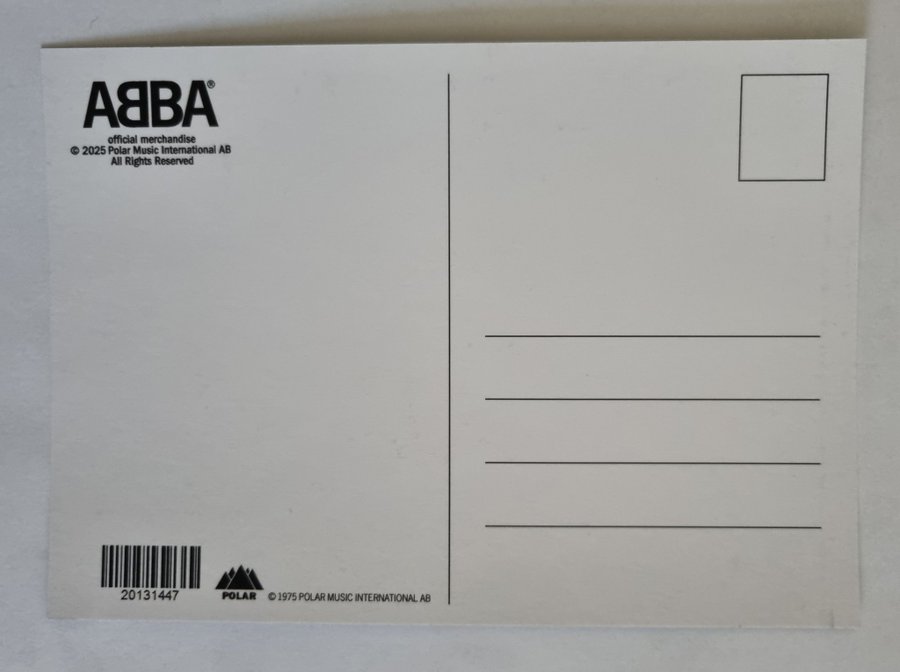 ABBA®
official merchandise
© 2025 Polar Music International AB
All Rights Reserved
20131447
POLAR © 1975 POLAR MUSIC INTERNATIONAL AB